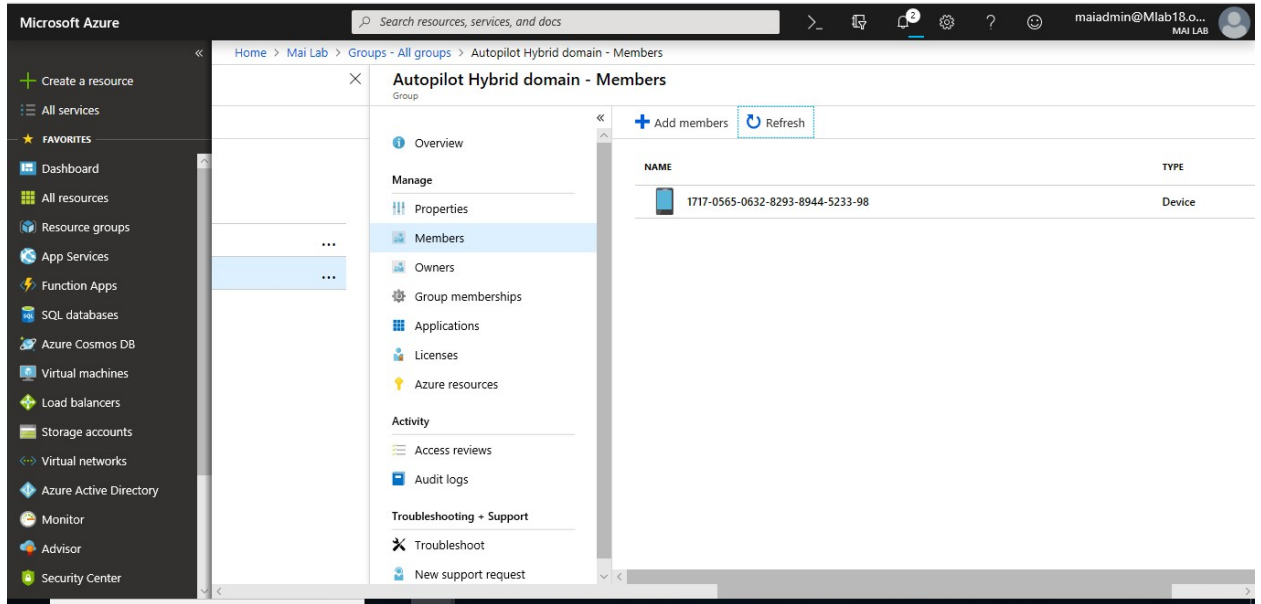 Microsoft Azure
Search resources, services, and docs
2
maiadmin@Mlab18.o...
MAI LAB
Home > Mai Lab > Groups - All groups > Autopilot Hybrid domain - Members
Create a resource
All services
FAVORITES
Dashboard
All resources
Resource groups
App Services
Function Apps
SQL databases
Azure Cosmos DB
Virtual machines
Load balancers
Storage accounts
Virtual networks
Azure Active Directory
Monitor
Advisor
Security Center
Autopilot Hybrid domain - Members
Group
Overview
Manage
Properties
Members
Owners
Group memberships
Applications
Licenses
Azure resources
Activity
Access reviews
Audit logs
Troubleshooting + Support
Troubleshoot
New support request
Add members Refresh
NAME TYPE
1717-0565-0632-8293-8944-5233-98 Device